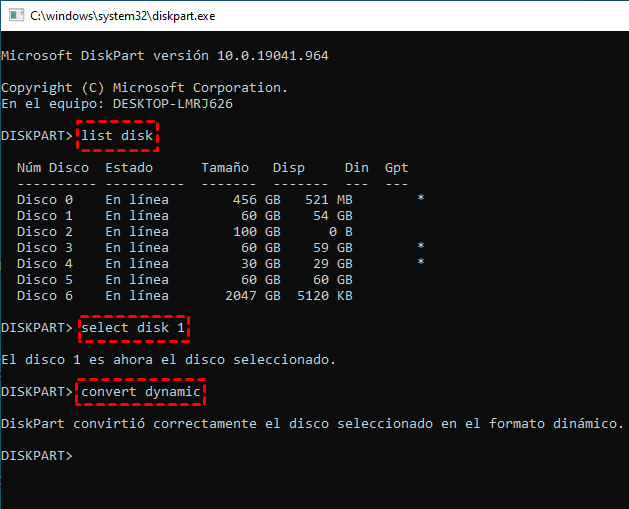 C:\windows\system32\diskpart.exe
Microsoft DiskPart versión 10.0.19041.964
Copyright (C) Microsoft Corporation.
En el equipo: DESKTOP-LMRJ626
DISKPART> list disk
Núm Disco  Estado      Tamaño   Disp     Din  Gpt
---------- ----------  -------  -------  ---  ---
Disco 0    En línea        456 GB   521 MB        *
Disco 1    En línea         60 GB    54 GB
Disco 2    En línea        100 GB      0 B
Disco 3    En línea         60 GB    59 GB        *
Disco 4    En línea         30 GB    29 GB        *
Disco 5    En línea         60 GB    60 GB
Disco 6    En línea       2047 GB  5120 KB
DISKPART> select disk 1
El disco 1 es ahora el disco seleccionado.
DISKPART> convert dynamic
DiskPart convirtió correctamente el disco seleccionado en el formato dinámico.
DISKPART>